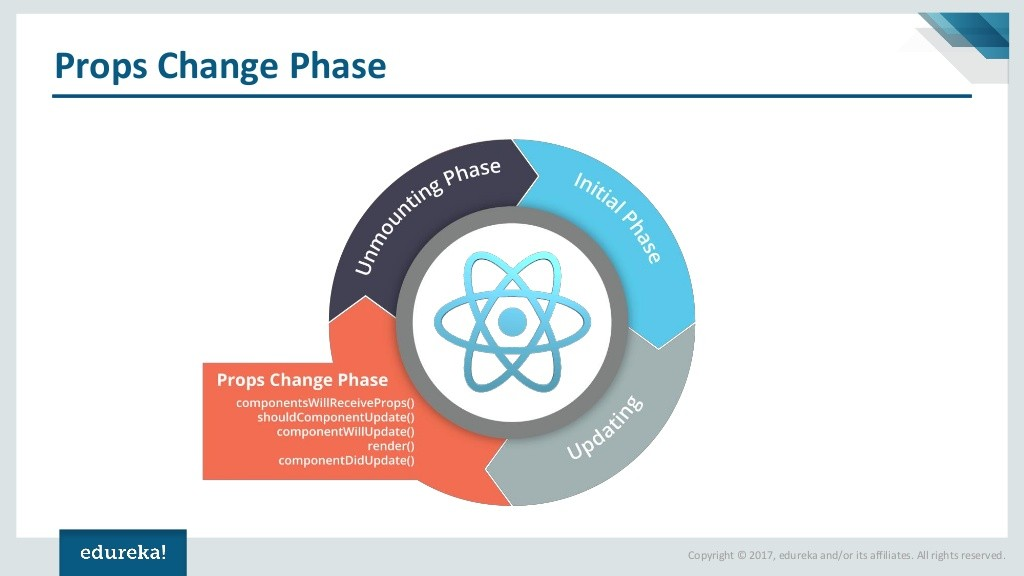 Props Change Phase
Unmounting Phase
Initial Phase
Props Change Phase
componentsWillReceiveProps()
shouldComponentUpdate()
componentWillUpdate()
render()
componentDidUpdate()
Updating
edureka!
Copyright © 2017, edureka and/or its affiliates. All rights reserved.